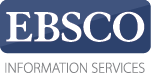 EBSCO
INFORMATION SERVICES